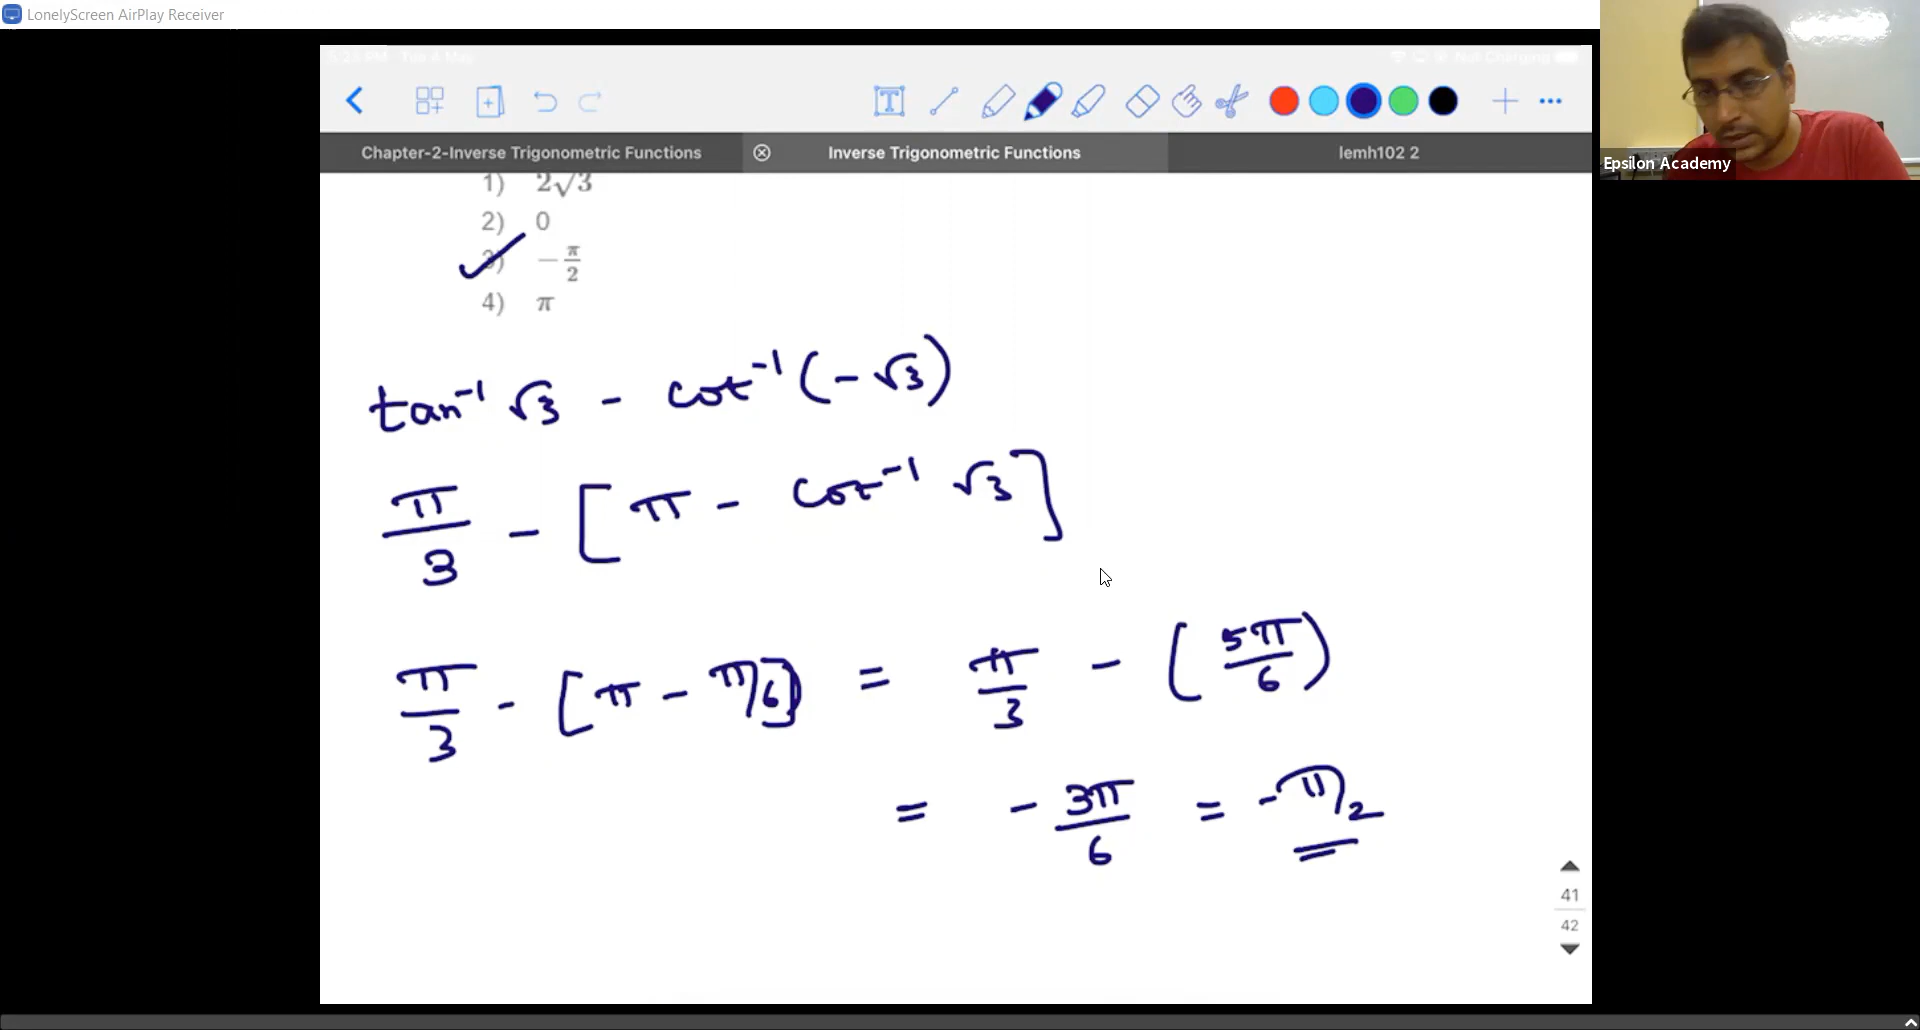 LonelyScreen AirPlay Receiver
Epsilon Academy
Chapter-2-Inverse Trigonometric Functions
Inverse Trigonometric Functions
lemh102 2
1) 2√3
2) 0
3) -π/2
4) π
tan⁻¹ √3 - cot⁻¹(-√3)
π/3 - [π - cot⁻¹ √3]
π/3 - [π - π/6] = π/3 - (5π/6)
= -3π/6 = -π/2
41
42